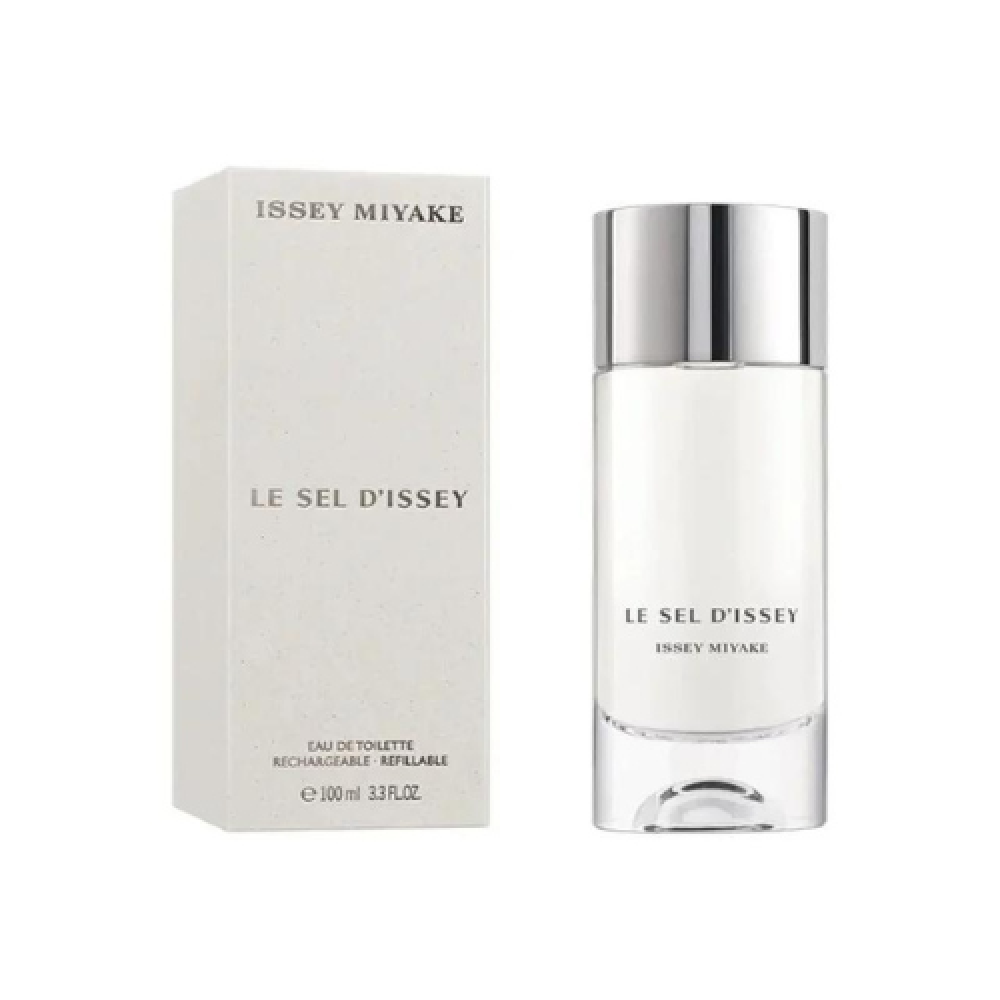 ISSEY MIYAKE
LE SEL D'ISSEY
EAU DE TOILETTE
RECHARGEABLE · REFILLABLE
℮ 100 ml 3.3 FL.OZ.
LE SEL D'ISSEY
ISSEY MIYAKE